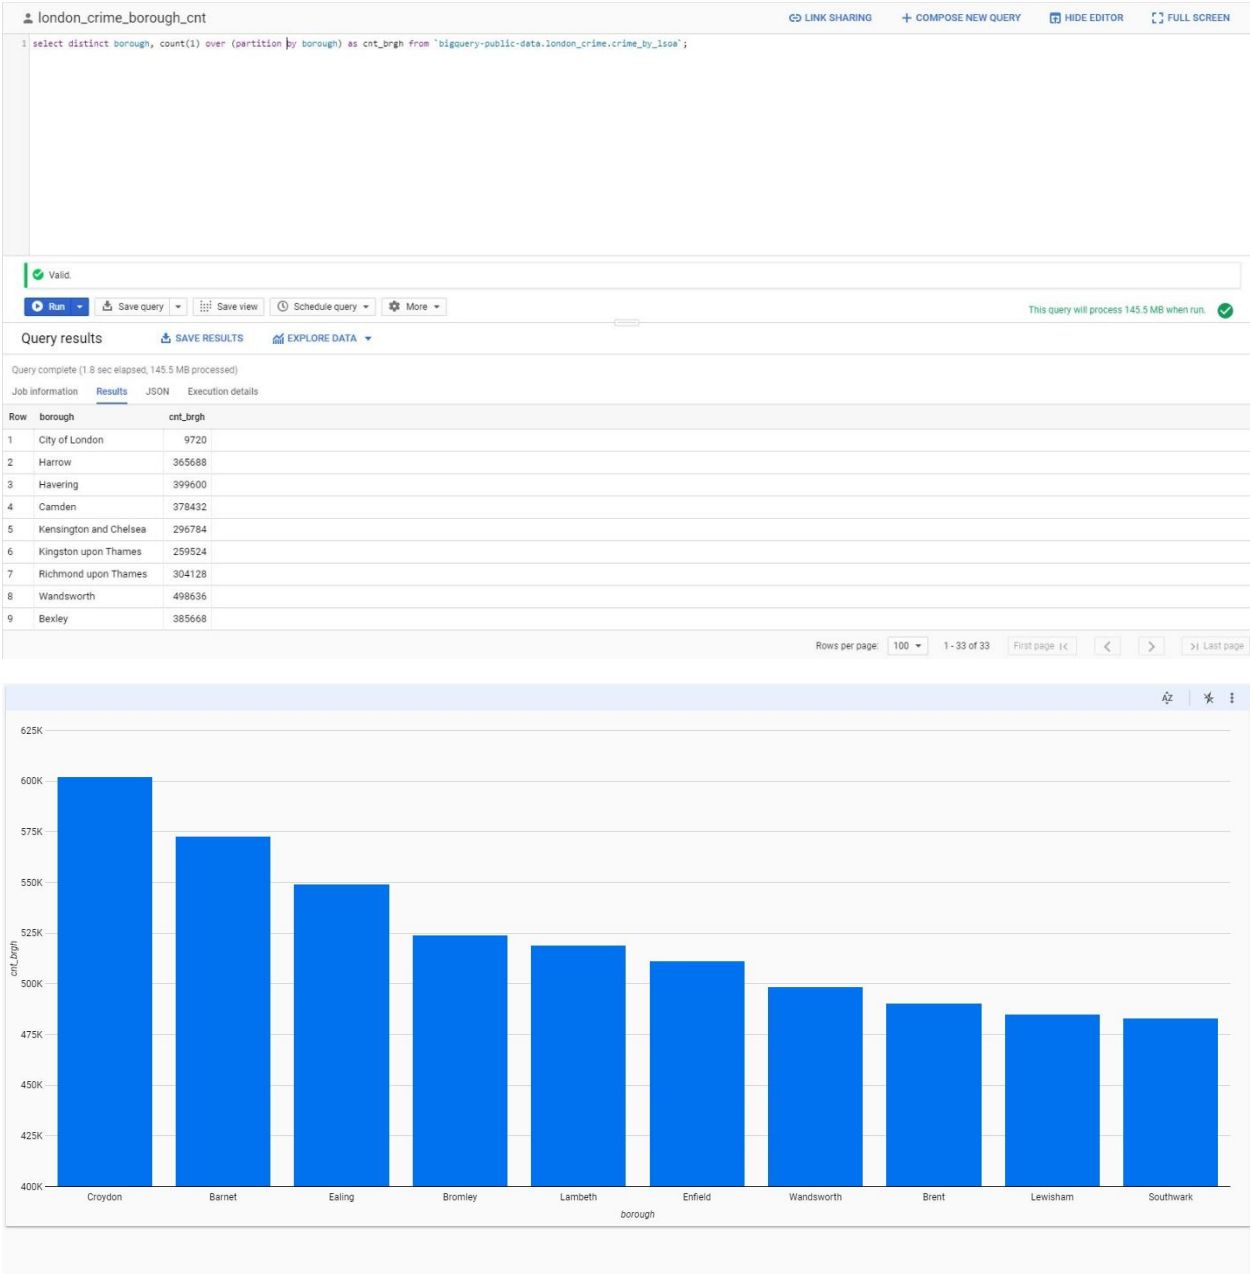 london_crime_borough_cnt LINK SHARING COMPOSE NEW QUERY HIDE EDITOR FULL SCREEN
1 select distinct borough, count(1) over (partition by borough) as cnt_brgh from `bigquery-public-data.london_crime.crime_by_lsoa`;
Valid.
Run Save query Save view Schedule query More This query will process 145.5 MB when run.
Query results SAVE RESULTS EXPLORE DATA
Query complete (1.8 sec elapsed, 145.5 MB processed)
Job information Results JSON Execution details
Row borough cnt_brgh
1 City of London 9720
2 Harrow 365688
3 Havering 399600
4 Camden 378432
5 Kensington and Chelsea 296784
6 Kingston upon Thames 259524
7 Richmond upon Thames 304128
8 Wandsworth 498636
9 Bexley 385668
Rows per page: 100 1 - 33 of 33 First page Last page
AZ
625K
600K
575K
550K
525K
500K
475K
450K
425K
400K
cnt_brgh
Croydon Barnet Ealing Bromley Lambeth Enfield Wandsworth Brent Lewisham Southwark
borough